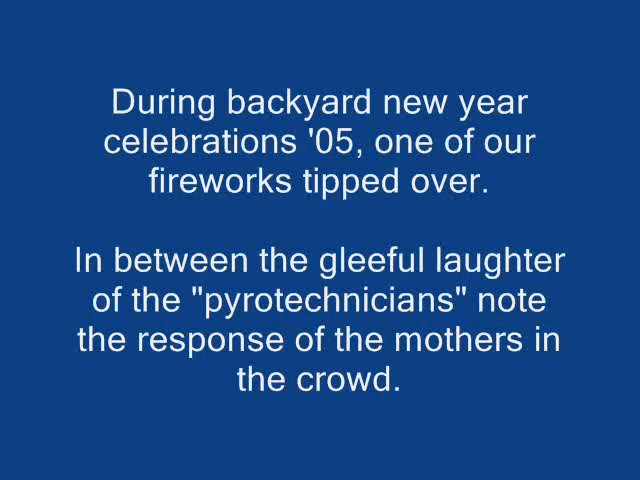 During backyard new year
celebrations '05, one of our
fireworks tipped over.
In between the gleeful laughter
of the "pyrotechnicians" note
the response of the mothers in
the crowd.